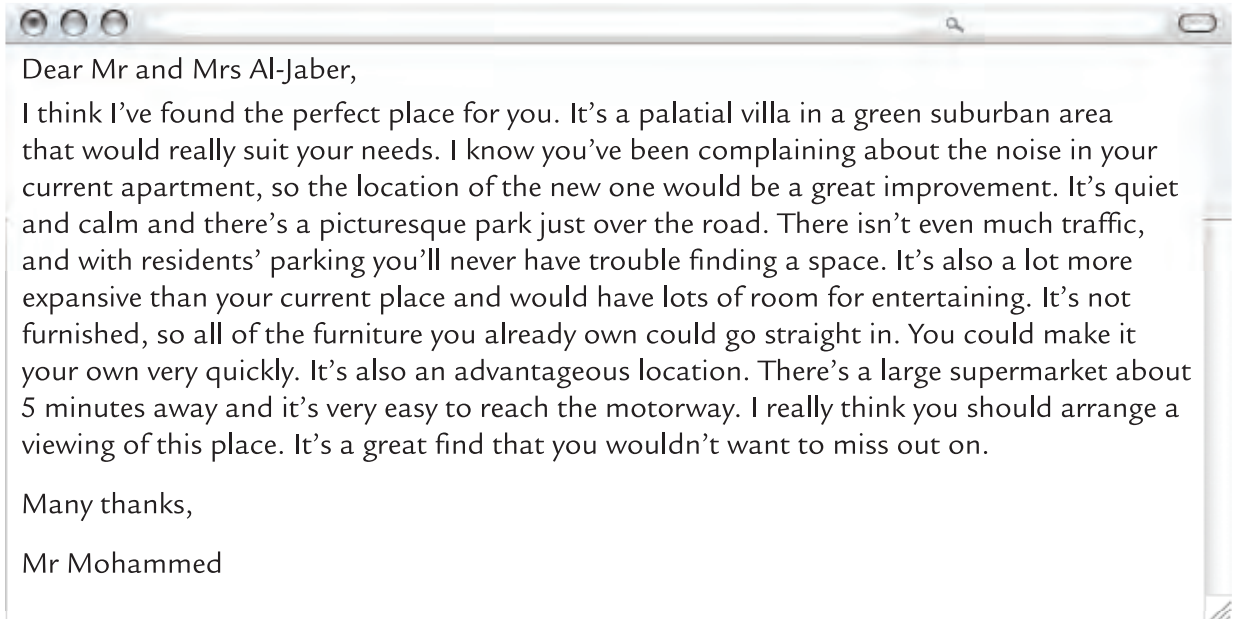 Dear Mr and Mrs Al-Jaber,
I think I've found the perfect place for you. It's a palatial villa in a green suburban area
that would really suit your needs. I know you've been complaining about the noise in your
current apartment, so the location of the new one would be a great improvement. It's quiet
and calm and there's a picturesque park just over the road. There isn't even much traffic,
and with residents' parking you'll never have trouble finding a space. It's also a lot more
expansive than your current place and would have lots of room for entertaining. It's not
furnished, so all of the furniture you already own could go straight in. You could make it
your own very quickly. It's also an advantageous location. There's a large supermarket about
5 minutes away and it's very easy to reach the motorway. I really think you should arrange a
viewing of this place. It's a great find that you wouldn't want to miss out on.
Many thanks,
Mr Mohammed